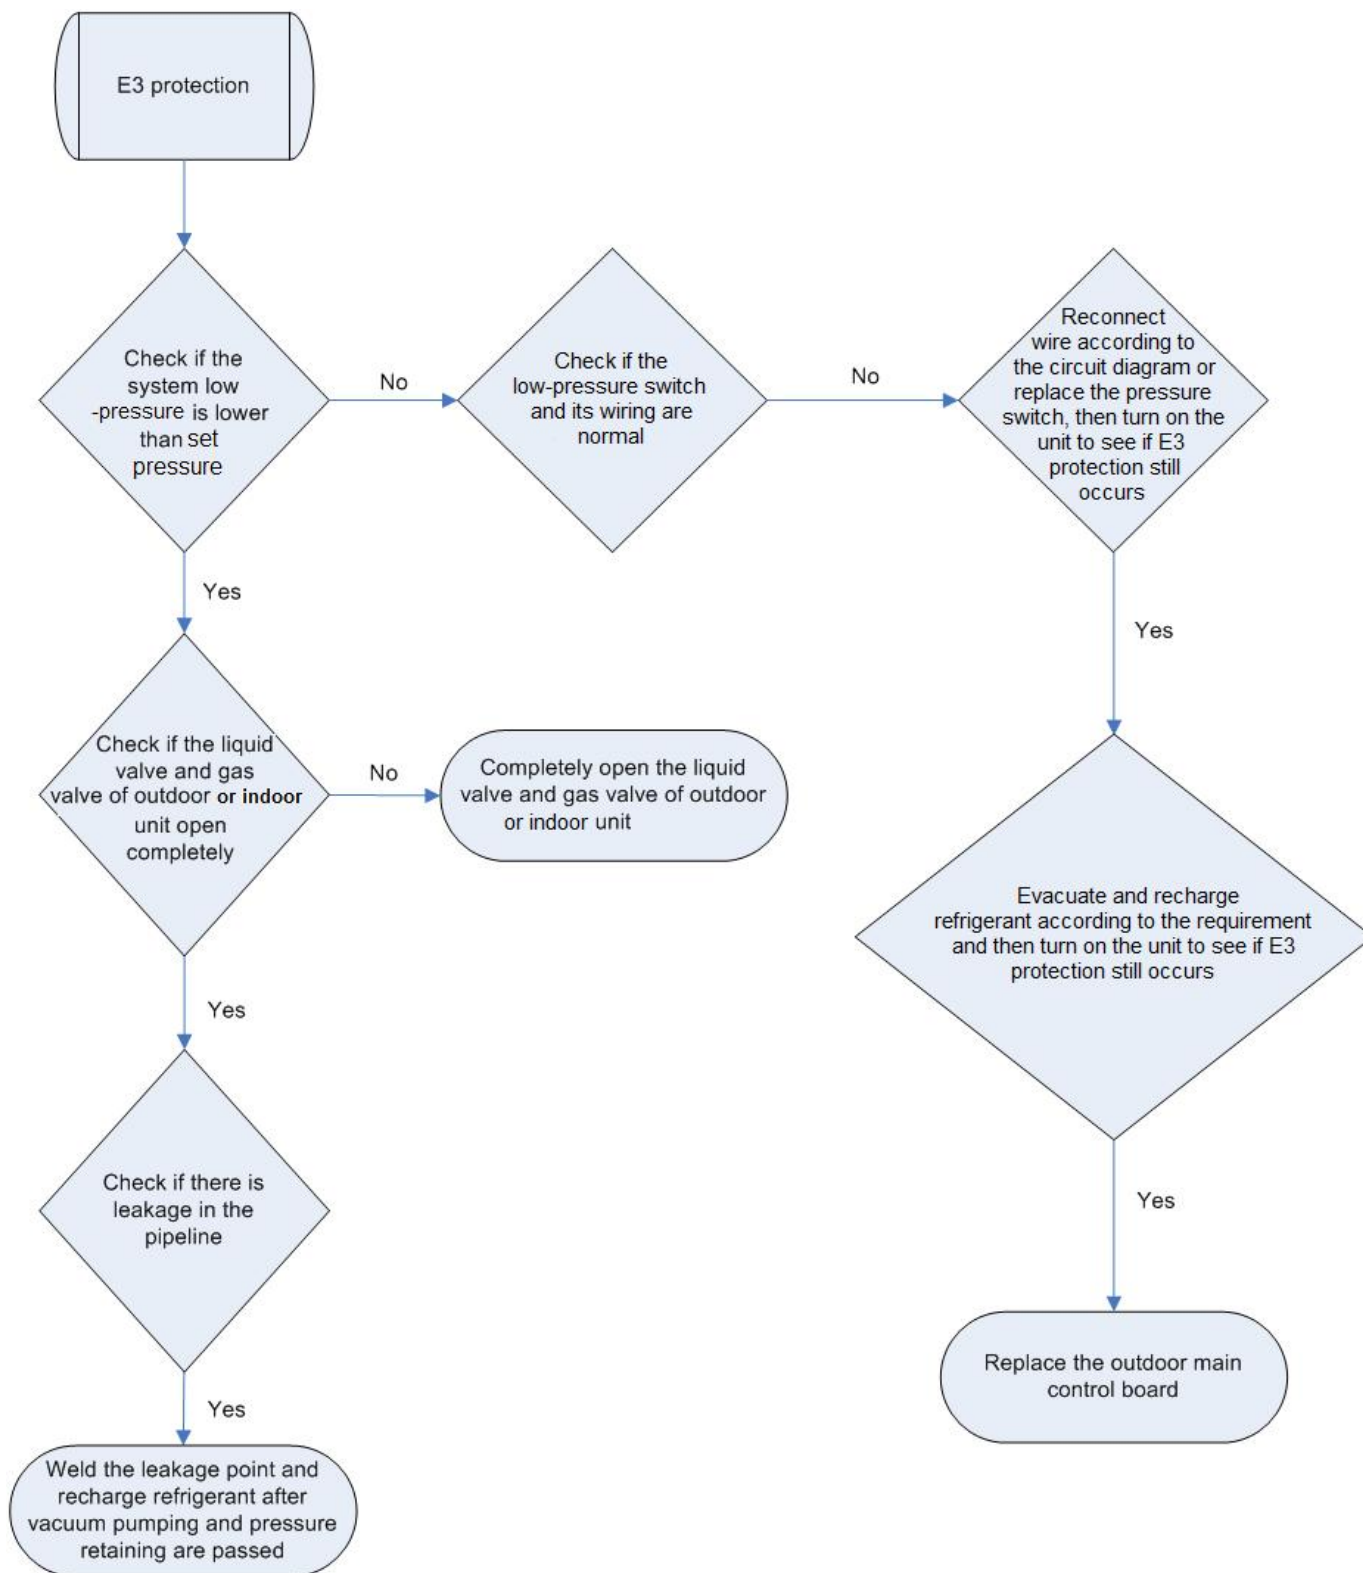 E3 protection
Check if the
system low
-pressure is lower
than set
pressure
No
Check if the
low-pressure switch
and its wiring are
normal
No
Reconnect
wire according to
the circuit diagram or
replace the pressure
switch, then turn on the
unit to see if E3
protection still
occurs
Yes
Yes
Check if the liquid
valve and gas
valve of outdoor or indoor
unit open
completely
No
Completely open the liquid
valve and gas valve of outdoor
or indoor unit
Evacuate and recharge
refrigerant according to the requirement
and then turn on the unit to see if E3
protection still occurs
Yes
Check if there is
leakage in the
pipeline
Yes
Replace the outdoor main
control board
Yes
Weld the leakage point and
recharge refrigerant after
vacuum pumping and pressure
retaining are passed